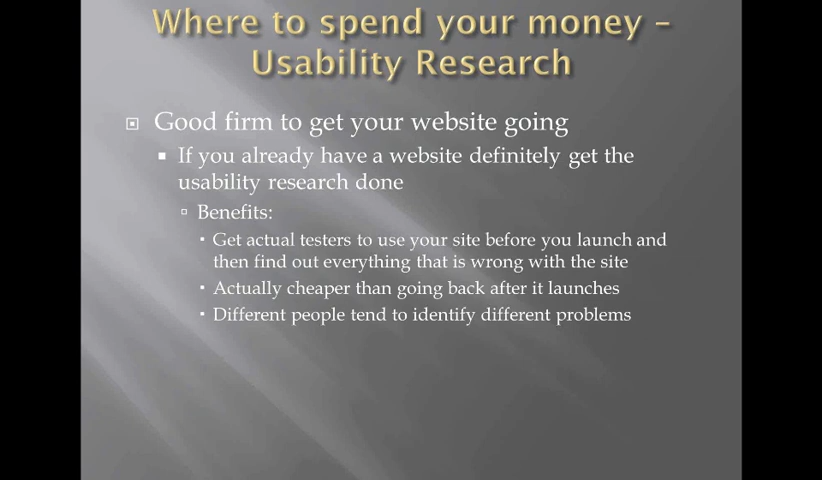 Where to spend your money –
Usability Research
Good firm to get your website going
If you already have a website definitely get the
usability research done
Benefits:
Get actual testers to use your site before you launch and
then find out everything that is wrong with the site
Actually cheaper than going back after it launches
Different people tend to identify different problems